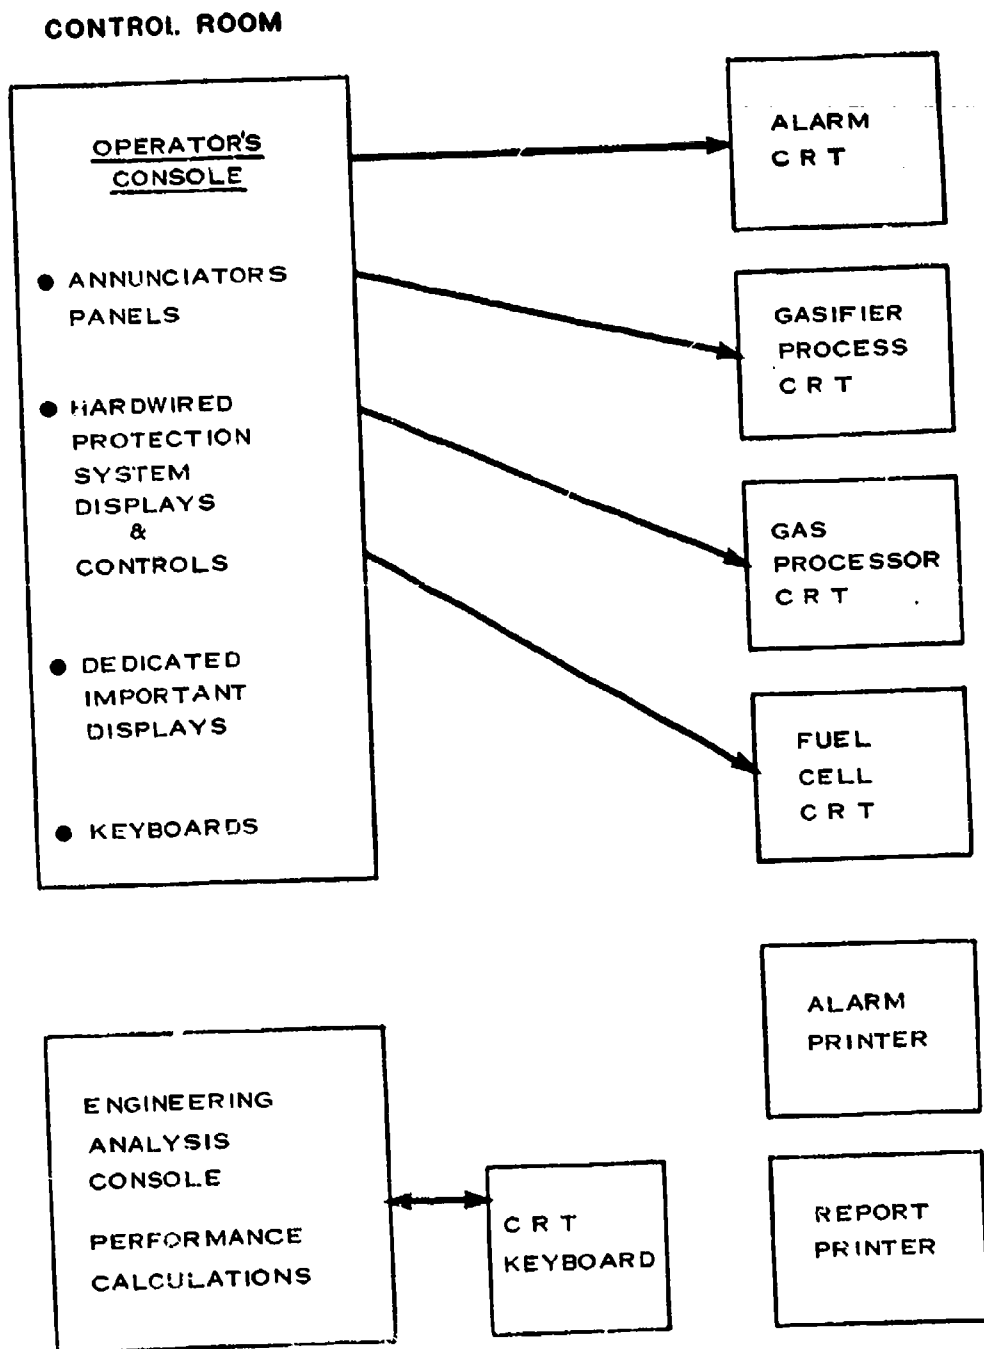 CONTROL ROOM
OPERATOR'S
CONSOLE
● ANNUNCIATORS
PANELS
● HARDWIRED
PROTECTION
SYSTEM
DISPLAYS
&
CONTROLS
● DEDICATED
IMPORTANT
DISPLAYS
● KEYBOARDS
ALARM
CRT
GASIFIER
PROCESS
CRT
GAS
PROCESSOR
CRT
FUEL
CELL
CRT
ALARM
PRINTER
ENGINEERING
ANALYSIS
CONSOLE
PERFORMANCE
CALCULATIONS
CRT
KEYBOARD
REPORT
PRINTER